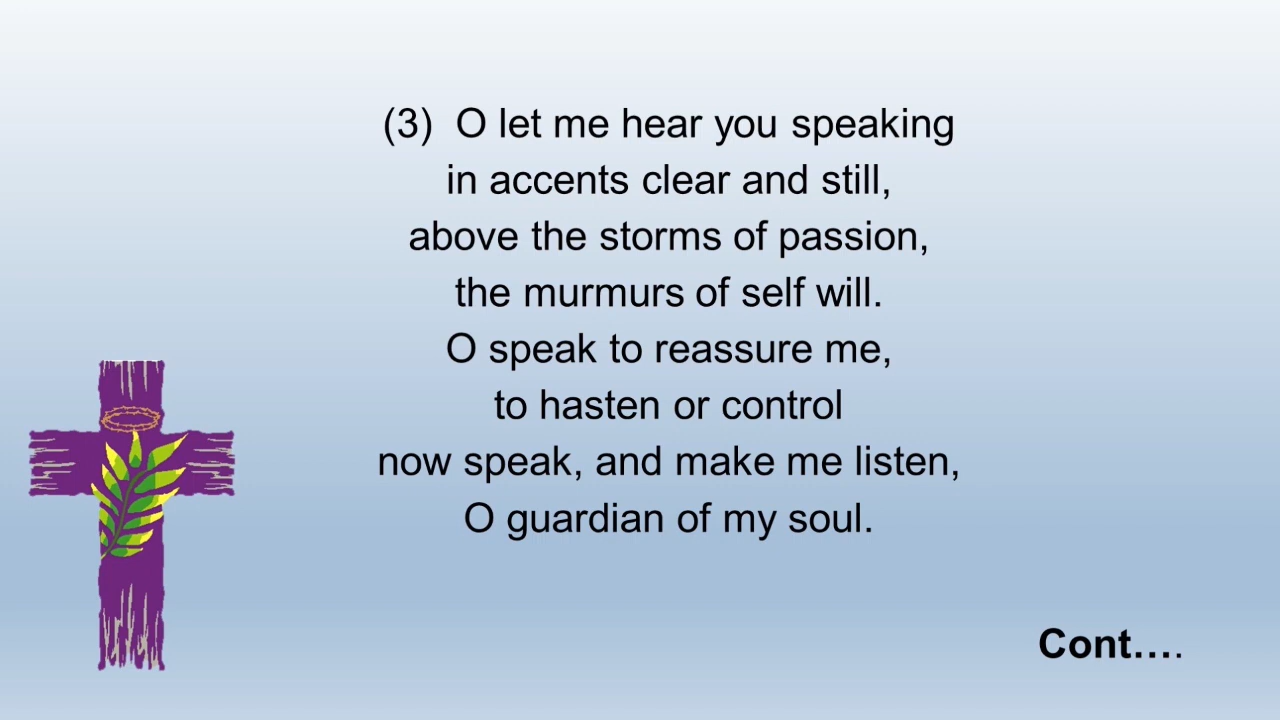 (3) O let me hear you speaking
in accents clear and still,
above the storms of passion,
the murmurs of self will.
O speak to reassure me,
to hasten or control
now speak, and make me listen,
O guardian of my soul.
Cont.....